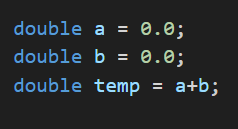 double a = 0.0;
double b = 0.0;
double temp = a+b;